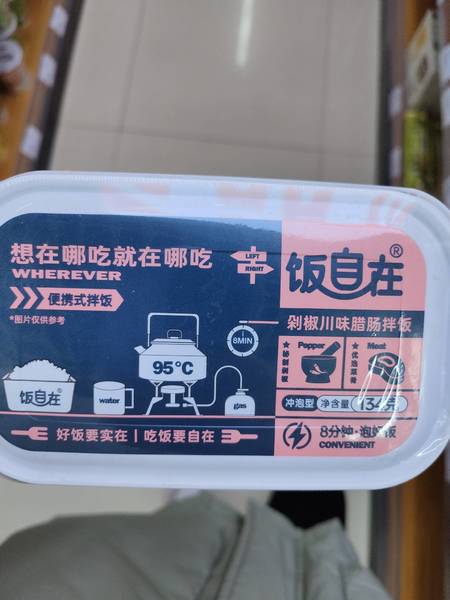 想在哪吃就在哪吃
WHEREVER
便携式拌饭
*图片仅供参考
LEFT
RIGHT
饭自在®
剁椒川味腊肠拌饭
8MIN
95°C
饭自在®
water
gas
Pepper
Meat
冲泡型
净含量
134克
好饭要实在 | 吃饭要自在
8分钟·泡好饭
CONVENIENT